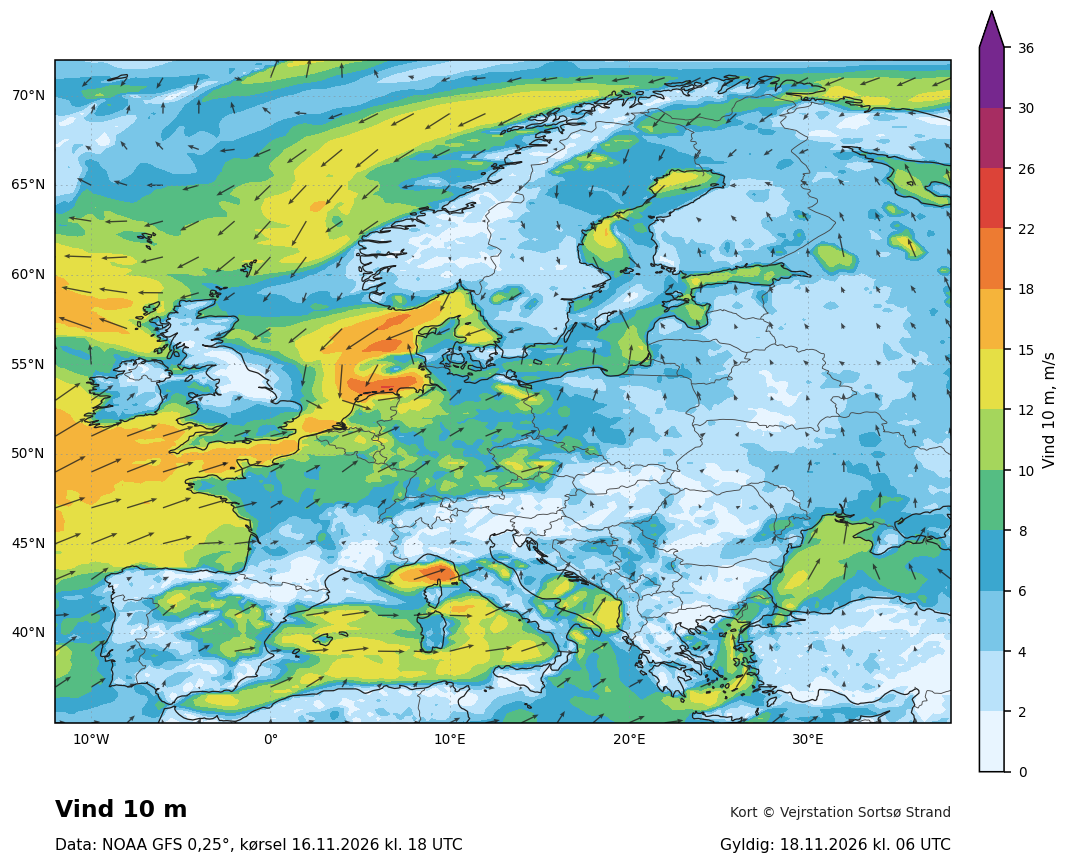 70°N
65°N
60°N
55°N
50°N
45°N
40°N
10°W
0°
10°E
20°E
30°E
36
30
26
22
18
15
12
10
8
6
4
2
0
Vind 10 m, m/s
Vind 10 m
Kort © Vejrstation Sortsø Strand
Data: NOAA GFS 0,25°, kørsel 16.11.2026 kl. 18 UTC
Gyldig: 18.11.2026 kl. 06 UTC